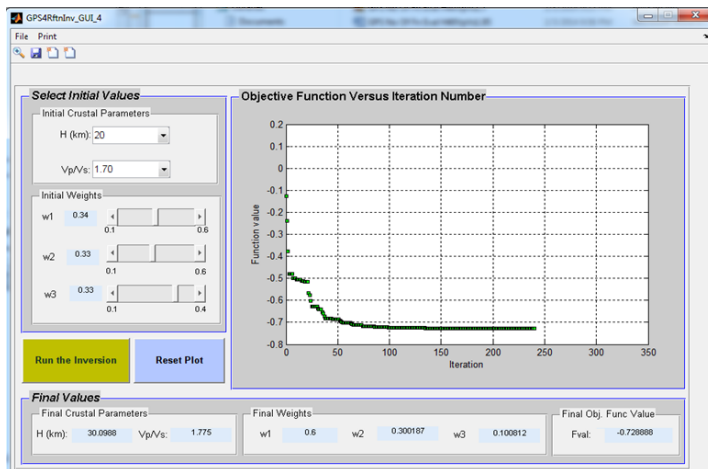 GPS4RftnInv_GUI_4
File Print
Select Initial Values
Initial Crustal Parameters
H (km): 20
Vp/Vs: 1.70
Initial Weights
w1 0.34
0.1 0.6
w2 0.33
0.1 0.6
w3 0.33
0.1 0.4
Run the Inversion
Reset Plot
Objective Function Versus Iteration Number
Function value
0.2
0.1
0
-0.1
-0.2
-0.3
-0.4
-0.5
-0.6
-0.7
-0.8
0 50 100 150 200 250 300 350
Iteration
Final Values
Final Crustal Parameters
H (km): 30.0988 Vp/Vs: 1.775
Final Weights
w1 0.6 w2 0.300187 w3 0.100812
Final Obj. Func Value
Fval: -0.728888